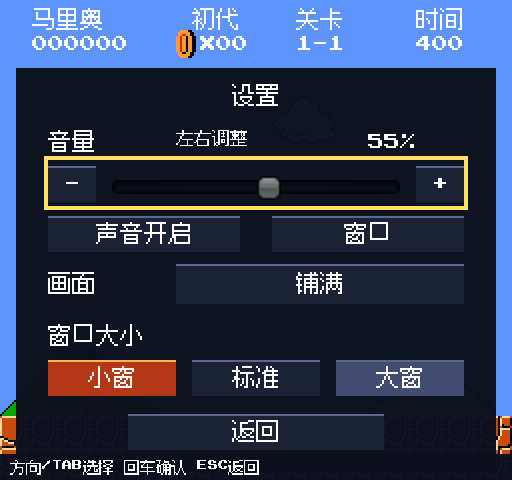 马里奥 初代 关卡 时间
000000 ×00 1-1 400
设置
音量 左右调整 55%
- +
声音开启 窗口
画面 铺满
窗口大小
小窗 标准 大窗
返回
方向/TAB选择 回车确认 ESC返回